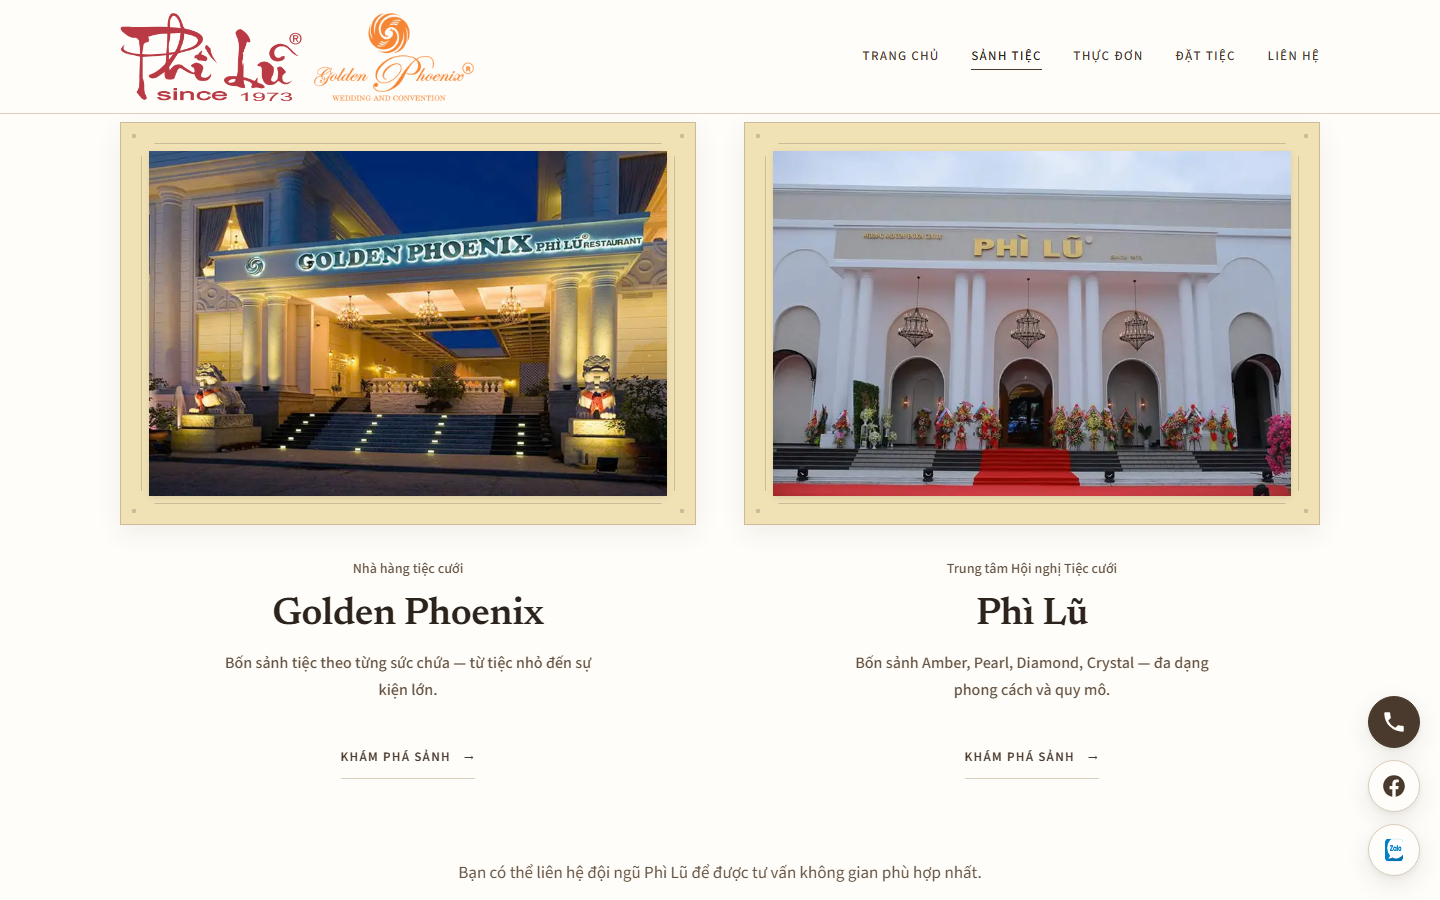 Phì Lũ®
since 1973
Golden Phoenix®
WEDDING AND CONVENTION
TRANG CHỦ SẢNH TIỆC THỰC ĐƠN ĐẶT TIỆC LIÊN HỆ
GOLDEN PHOENIX PHÌ LŨ® RESTAURANT
PHÌ LŨ
Nhà hàng tiệc cưới
Golden Phoenix
Bốn sảnh tiệc theo từng sức chứa — từ tiệc nhỏ đến sự
kiện lớn.
KHÁM PHÁ SẢNH →
Trung tâm Hội nghị Tiệc cưới
Phì Lũ
Bốn sảnh Amber, Pearl, Diamond, Crystal — đa dạng
phong cách và quy mô.
KHÁM PHÁ SẢNH →
Zalo
Bạn có thể liên hệ đội ngũ Phì Lũ để được tư vấn không gian phù hợp nhất.